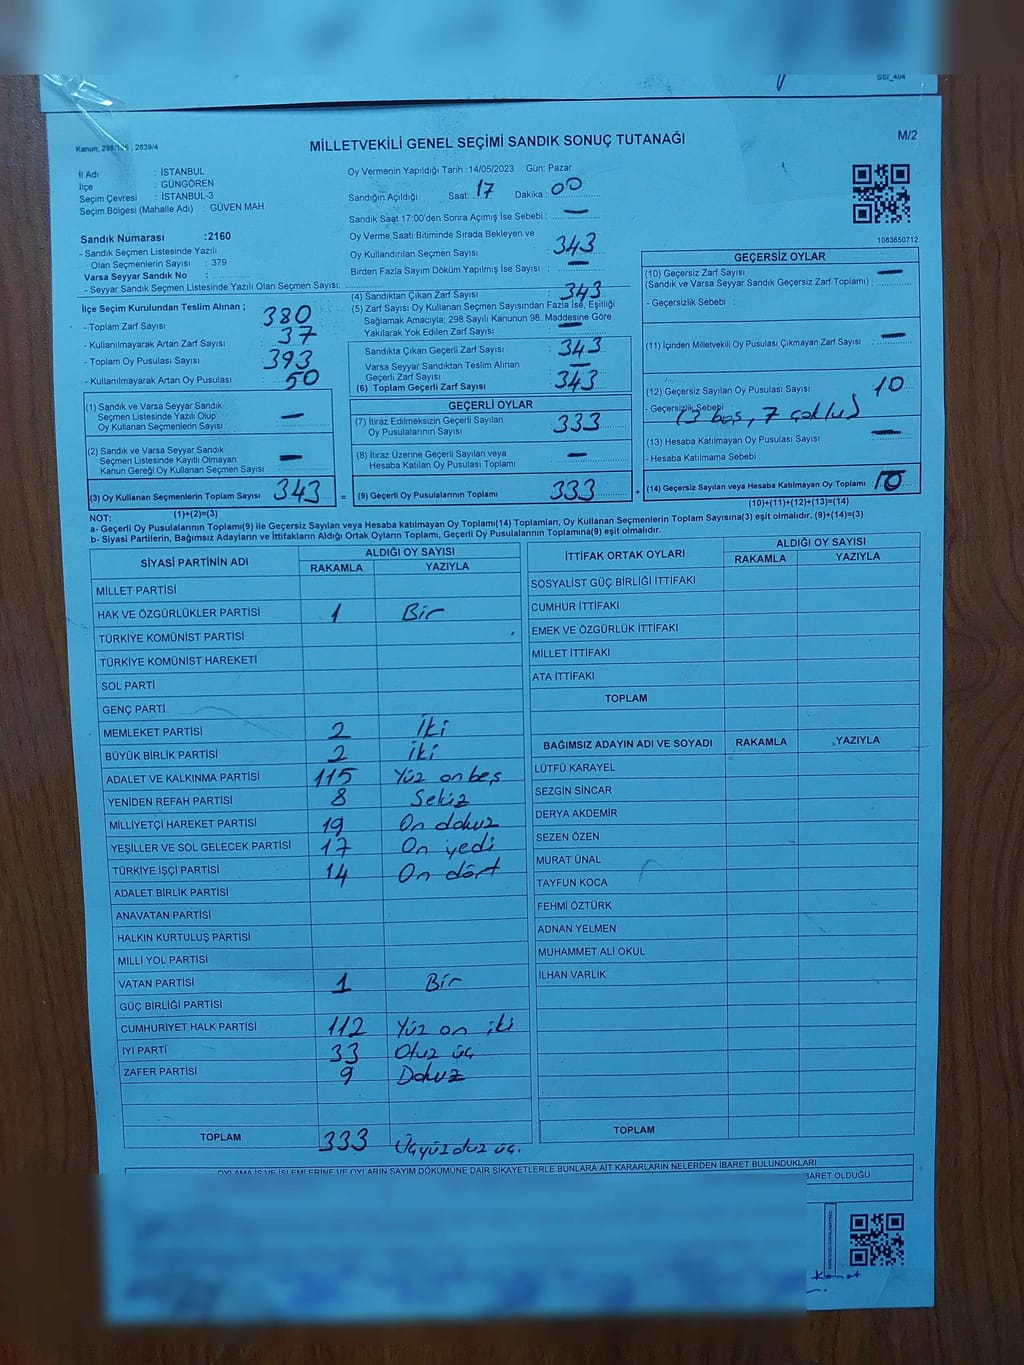 SSI_404
Kanun; 298/105 , 2839/4
MİLLETVEKİLİ GENEL SEÇİMİ SANDIK SONUÇ TUTANAĞI
M/2
İl Adı : İSTANBUL
İlçe : GÜNGÖREN
Seçim Çevresi : İSTANBUL-3
Seçim Bölgesi (Mahalle Adı) : GÜVEN MAH.
Sandık Numarası :2160
- Sandık Seçmen Listesinde Yazılı
Olan Seçmenlerin Sayısı : 379
Varsa Seyyar Sandık No :
- Seyyar Sandık Seçmen Listesinde Yazılı Olan Seçmen Sayısı:
Oy Vermenin Yapıldığı Tarih :14/05/2023 Gün: Pazar
Sandığın Açıldığı Saat: 17 Dakika : 00
Sandık Saat 17:00'den Sonra Açımış İse Sebebi : —
Oy Verme Saati Bitiminde Sırada Bekleyen ve
Oy Kullandırılan Seçmen Sayısı : 343
Birden Fazla Sayım Döküm Yapılmış İse Sayısı : —
1083650712
İlçe Seçim Kurulundan Teslim Alınan ;
- Toplam Zarf Sayısı : 380
- Kullanılmayarak Artan Zarf Sayısı : 37
- Toplam Oy Pusulası Sayısı : 393
- Kullanılmayarak Artan Oy Pusulası : 50
(4) Sandıktan Çıkan Zarf Sayısı : 343
(5) Zarf Sayısı Oy Kullanan Seçmen Sayısından Fazla İse, Eşitliği
Sağlamak Amacıyla; 298 Sayılı Kanunun 98. Maddesine Göre
Yakılarak Yok Edilen Zarf Sayısı : —
Sandıkta Çıkan Geçerli Zarf Sayısı : 343
Varsa Seyyar Sandıktan Teslim Alınan
Geçerli Zarf Sayısı : —
(6) Toplam Geçerli Zarf Sayısı : 343
GEÇERSİZ OYLAR
(10) Geçersiz Zarf Sayısı —
(Sandık ve Varsa Seyyar Sandık Geçersiz Zarf Toplamı) :
- Geçersizlik Sebebi :
(11) İçinden Milletvekili Oy Pusulası Çıkmayan Zarf Sayısı : —
(12) Geçersiz Sayılan Oy Pusulası Sayısı : 10
- Geçersizlik Sebebi : (3 boş, 7 çoklu)
(13) Hesaba Katılmayan Oy Pusulası Sayısı : —
- Hesaba Katılmama Sebebi :
(14) Geçersiz Sayılan veya Hesaba Katılmayan Oy Toplamı : 10
(10)+(11)+(12)+(13)=(14)
(1) Sandık ve Varsa Seyyar Sandık
Seçmen Listesinde Yazılı Olup
Oy Kullanan Seçmenlerin Sayısı : —
(2) Sandık ve Varsa Seyyar Sandık
Seçmen Listesinde Kayıtlı Olmayan
Kanun Gereği Oy Kullanan Seçmen Sayısı : —
(3) Oy Kullanan Seçmenlerin Toplam Sayısı : 343 =
(1)+(2)=(3)
GEÇERLİ OYLAR
(7) İtiraz Edilmeksizin Geçerli Sayılan
Oy Pusulalarının Sayısı : 333
(8) İtiraz Üzerine Geçerli Sayılan veya
Hesaba Katılan Oy Pusulası Toplamı : —
(9) Geçerli Oy Pusulalarının Toplamı : 333 +
NOT:
a- Geçerli Oy Pusulalarının Toplamı(9) ile Geçersiz Sayılan veya Hesaba katılmayan Oy Toplamı(14) Toplamları, Oy Kullanan Seçmenlerin Toplam Sayısına(3) eşit olmalıdır. (9)+(14)=(3)
b- Siyasi Partilerin, Bağımsız Adayların ve İttifakların Aldığı Ortak Oyların Toplamı, Geçerli Oy Pusulalarının Toplamına(9) eşit olmalıdır.
SİYASİ PARTİNİN ADI ALDIĞI OY SAYISI
RAKAMLA YAZIYLA
MİLLET PARTİSİ
HAK VE ÖZGÜRLÜKLER PARTİSİ 1 Bir
TÜRKİYE KOMÜNİST PARTİSİ
TÜRKİYE KOMÜNİST HAREKETİ
SOL PARTİ
GENÇ PARTİ
MEMLEKET PARTİSİ 2 İki
BÜYÜK BİRLİK PARTİSİ 2 İki
ADALET VE KALKINMA PARTİSİ 115 Yüz on beş
YENİDEN REFAH PARTİSİ 8 Sekiz
MİLLİYETÇİ HAREKET PARTİSİ 19 On dokuz
YEŞİLLER VE SOL GELECEK PARTİSİ 17 On yedi
TÜRKİYE İŞÇİ PARTİSİ 14 On dört
ADALET BİRLİK PARTİSİ
ANAVATAN PARTİSİ
HALKIN KURTULUŞ PARTİSİ
MİLLİ YOL PARTİSİ
VATAN PARTİSİ 1 Bir
GÜÇ BİRLİĞİ PARTİSİ
CUMHURİYET HALK PARTİSİ 112 Yüz on iki
İYİ PARTİ 33 Otuz üç
ZAFER PARTİSİ 9 Dokuz
TOPLAM 333 Üçyüzotuz üç.
İTTİFAK ORTAK OYLARI ALDIĞI OY SAYISI
RAKAMLA YAZIYLA
SOSYALİST GÜÇ BİRLİĞİ İTTİFAKI
CUMHUR İTTİFAKI
EMEK VE ÖZGÜRLÜK İTTİFAKI
MİLLET İTTİFAKI
ATA İTTİFAKI
TOPLAM
BAĞIMSIZ ADAYIN ADI VE SOYADI RAKAMLA YAZIYLA
LÜTFÜ KARAYEL
SEZGİN SİNCAR
DERYA AKDEMİR
SEZEN ÖZEN
MURAT ÜNAL
TAYFUN KOCA
FEHMİ ÖZTÜRK
ADNAN YELMEN
MUHAMMET ALİ OKUL
İLHAN VARLIK
TOPLAM
OYLAMA İŞ VE İŞLEMLERİNE VE OYLARIN SAYIM DÖKÜMÜNE DAİR ŞİKAYETLERLE BUNLARA AİT KARARLARIN NELERDEN İBARET BULUNDUKLARI
İBARET OLDUĞU